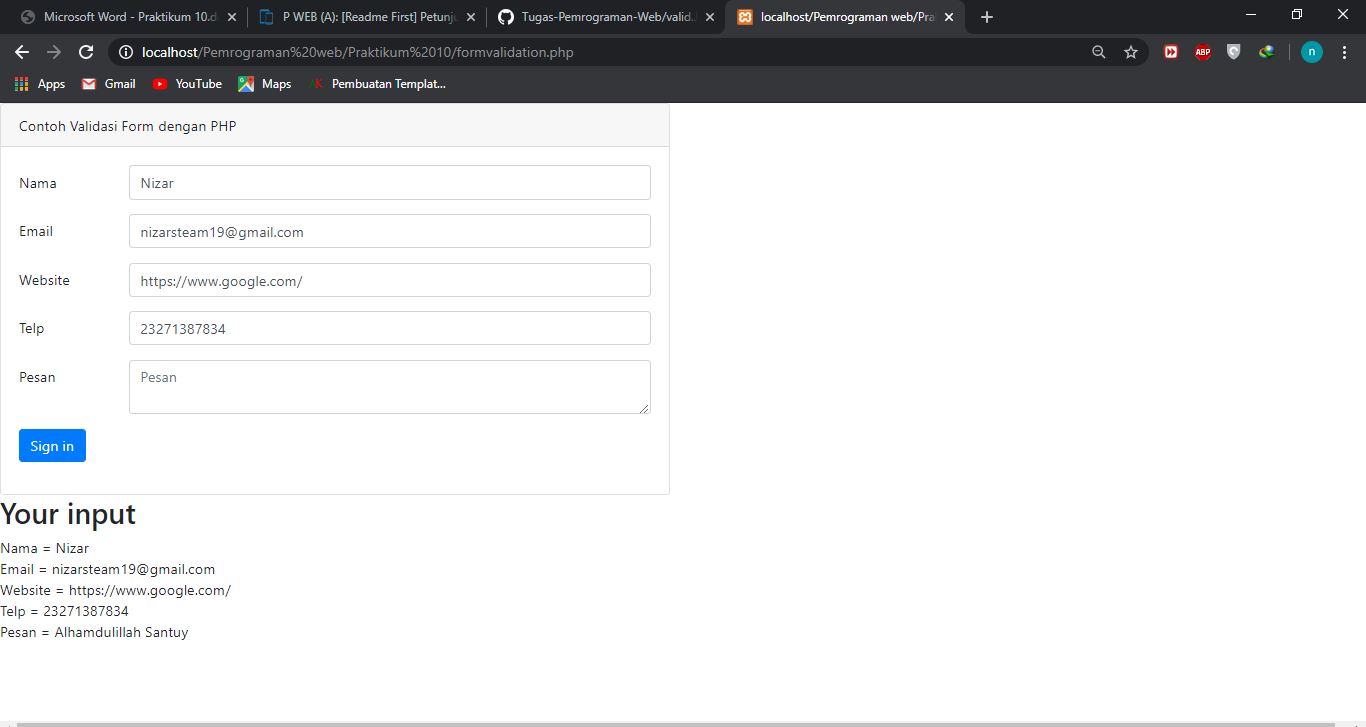 Microsoft Word - Praktikum 10.d
P WEB (A): [Readme First] Petunju
Tugas-Pemrograman-Web/valid.
localhost/Pemrograman web/Pra
localhost/Pemrograman%20web/Praktikum%2010/formvalidation.php
ABP
n
Apps
Gmail
YouTube
Maps
Pembuatan Templat...
Contoh Validasi Form dengan PHP
Nama
Nizar
Email
nizarsteam19@gmail.com
Website
https://www.google.com/
Telp
23271387834
Pesan
Pesan
Sign in
Your input
Nama = Nizar
Email = nizarsteam19@gmail.com
Website = https://www.google.com/
Telp = 23271387834
Pesan = Alhamdulillah Santuy